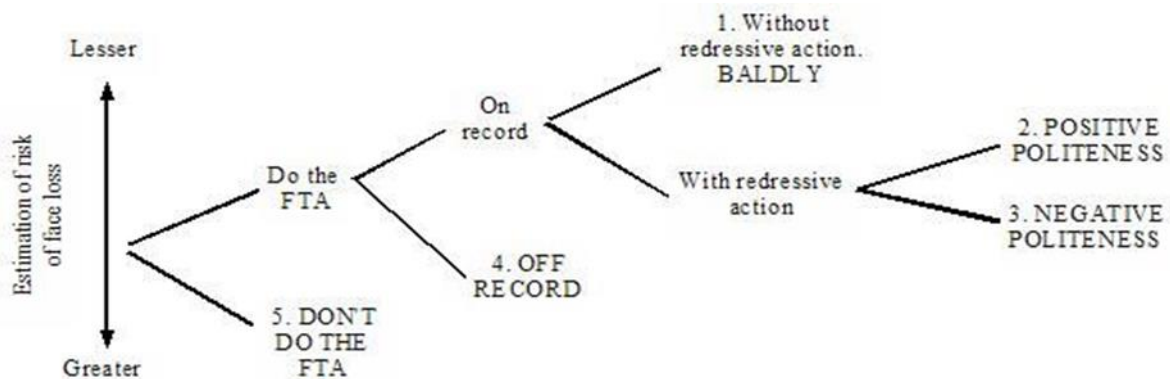 Lesser
Estimation of risk
of face loss
Greater
Do the
FTA
5. DON'T
DO THE
FTA
On
record
4. OFF
RECORD
1. Without
redressive action.
BALDLY
With redressive
action
2. POSITIVE
POLITENESS
3. NEGATIVE
POLITENESS